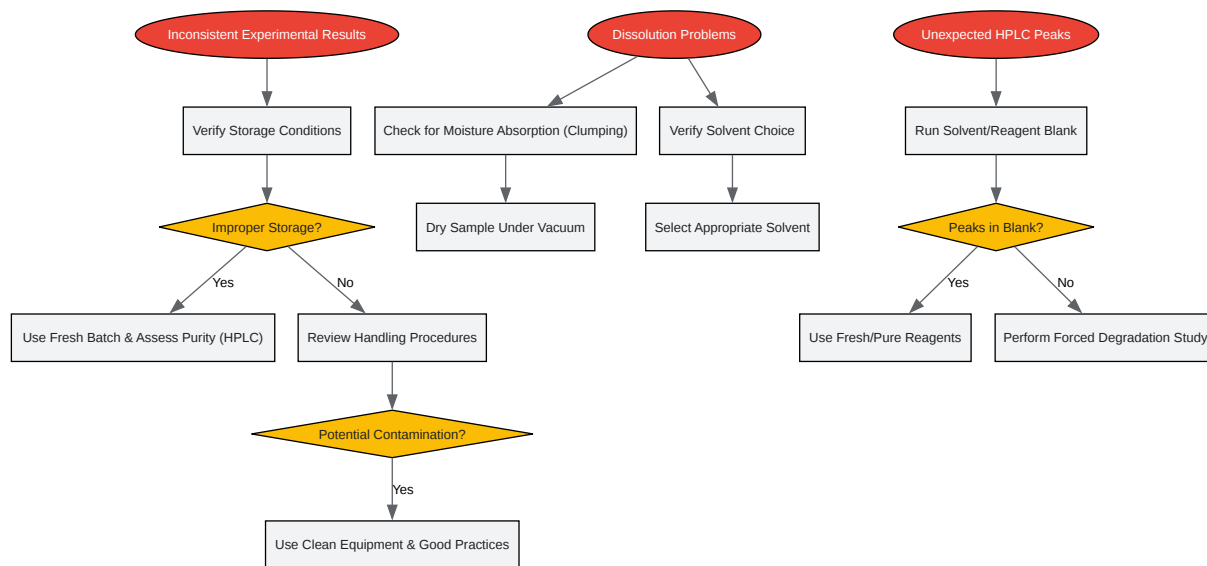 Inconsistent Experimental Results
Dissolution Problems
Unexpected HPLC Peaks
Verify Storage Conditions
Check for Moisture Absorption (Clumping)
Verify Solvent Choice
Run Solvent/Reagent Blank
Improper Storage?
Dry Sample Under Vacuum
Select Appropriate Solvent
Peaks in Blank?
Yes
No
Yes
No
Use Fresh Batch & Assess Purity (HPLC)
Review Handling Procedures
Use Fresh/Pure Reagents
Perform Forced Degradation Study
Potential Contamination?
Yes
Use Clean Equipment & Good Practices